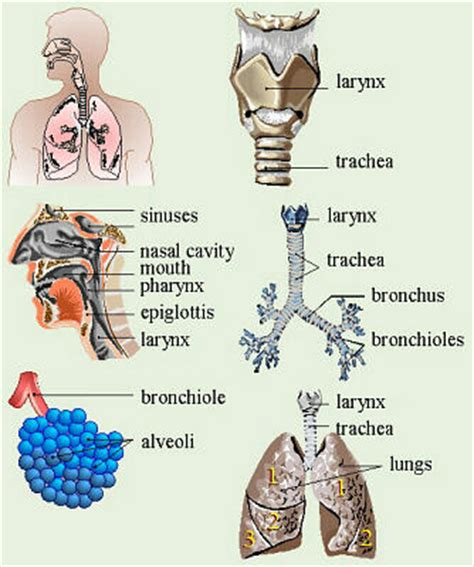 larynx
trachea
sinuses
nasal cavity
mouth
pharynx
epiglottis
larynx
larynx
trachea
bronchus
bronchioles
bronchiole
alveoli
larynx
trachea
lungs
1
1
2
3
2